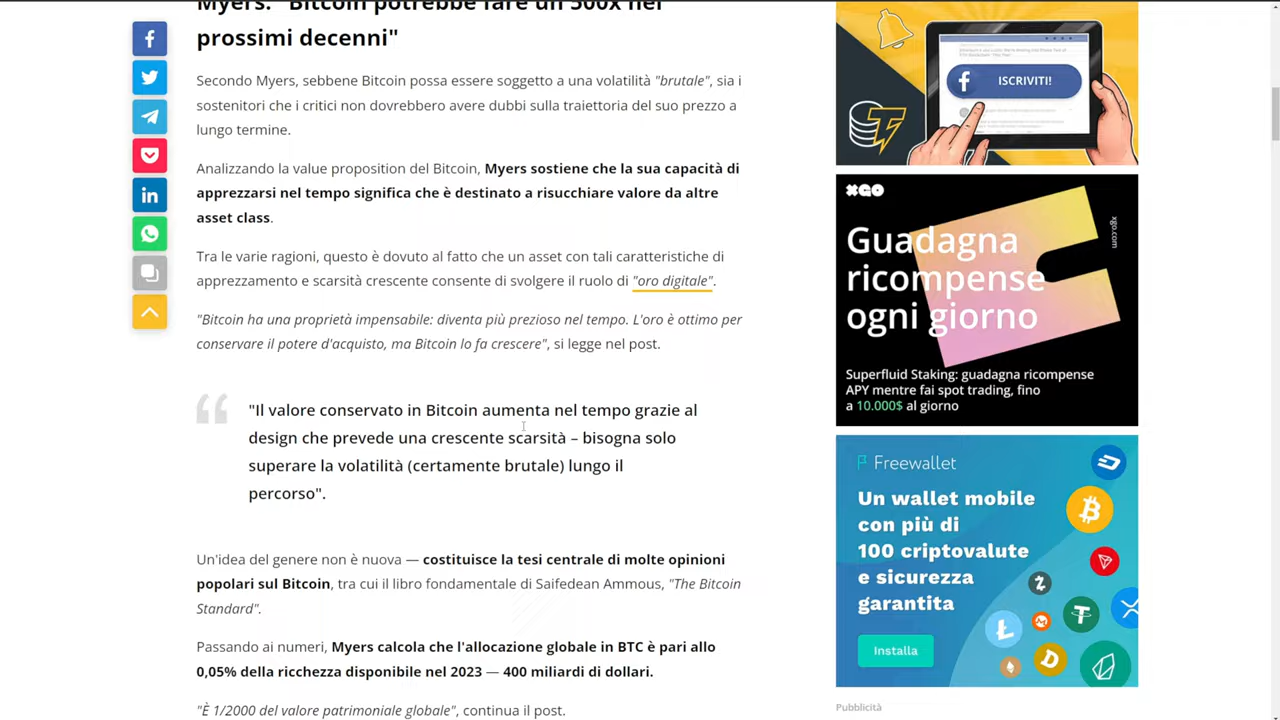 Myers: "Bitcoin potrebbe fare un 500x nei
prossimi decenni"
Secondo Myers, sebbene Bitcoin possa essere soggetto a una volatilità "brutale", sia i
sostenitori che i critici non dovrebbero avere dubbi sulla traiettoria del suo prezzo a
lungo termine.
Analizzando la value proposition del Bitcoin, Myers sostiene che la sua capacità di
apprezzarsi nel tempo significa che è destinato a risucchiare valore da altre
asset class.
Tra le varie ragioni, questo è dovuto al fatto che un asset con tali caratteristiche di
apprezzamento e scarsità crescente consente di svolgere il ruolo di "oro digitale".
"Bitcoin ha una proprietà impensabile: diventa più prezioso nel tempo. L'oro è ottimo per
conservare il potere d'acquisto, ma Bitcoin lo fa crescere", si legge nel post.
"Il valore conservato in Bitcoin aumenta nel tempo grazie al
design che prevede una crescente scarsità – bisogna solo
superare la volatilità (certamente brutale) lungo il
percorso".
Un'idea del genere non è nuova — costituisce la tesi centrale di molte opinioni
popolari sul Bitcoin, tra cui il libro fondamentale di Saifedean Ammous, "The Bitcoin
Standard".
Passando ai numeri, Myers calcola che l'allocazione globale in BTC è pari allo
0,05% della ricchezza disponibile nel 2023 — 400 miliardi di dollari.
"È 1/2000 del valore patrimoniale globale", continua il post.
ISCRIVITI!
XGO
xgo.com
Guadagna
ricompense
ogni giorno
Superfluid Staking: guadagna ricompense
APY mentre fai spot trading, fino
a 10.000$ al giorno
Freewallet
Un wallet mobile
con più di
100 criptovalute
e sicurezza
garantita
Installa
Pubblicità